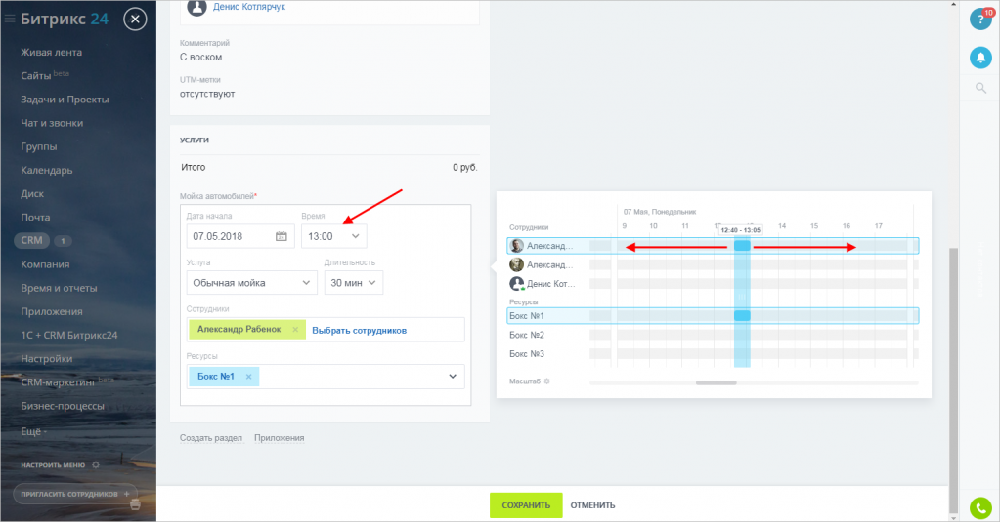 Битрикс 24
Живая лента
Сайты beta
Задачи и Проекты
Чат и звонки
Группы
Календарь
Диск
Почта
CRM 1
Компания
Время и отчеты
Приложения
1С + CRM Битрикс24
Настройки
CRM-маркетинг beta
Бизнес-процессы
Ещё -
НАСТРОИТЬ МЕНЮ
ПРИГЛАСИТЬ СОТРУДНИКОВ +
Денис Котлярчук
Комментарий
С воском
UTM-метки
отсутствуют
УСЛУГИ
Итого 0 руб.
Мойка автомобилей*
Дата начала Время
07.05.2018 13:00
Услуга Длительность
Обычная мойка 30 мин
Сотрудники
Александр Рабенок × Выбрать сотрудников
Ресурсы
Бокс №1 ×
Создать раздел Приложения
07 Мая, Понедельник
Сотрудники 9 10 11 12 13 14 15 16 17
12:40 - 13:05
Александ...
Александ...
Денис Кот...
Ресурсы
Бокс №1
Бокс №2
Бокс №3
Масштаб
СОХРАНИТЬ ОТМЕНИТЬ
? 10